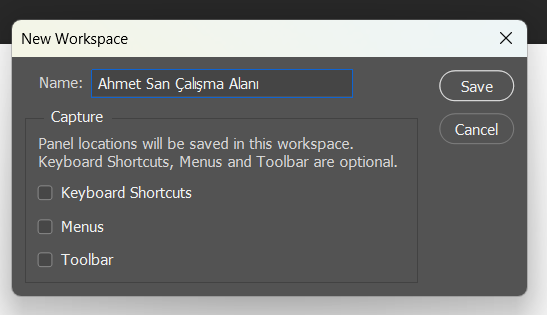 New Workspace
Name: Ahmet San Çalışma Alanı
Save
Capture
Cancel
Panel locations will be saved in this workspace.
Keyboard Shortcuts, Menus and Toolbar are optional.
Keyboard Shortcuts
Menus
Toolbar